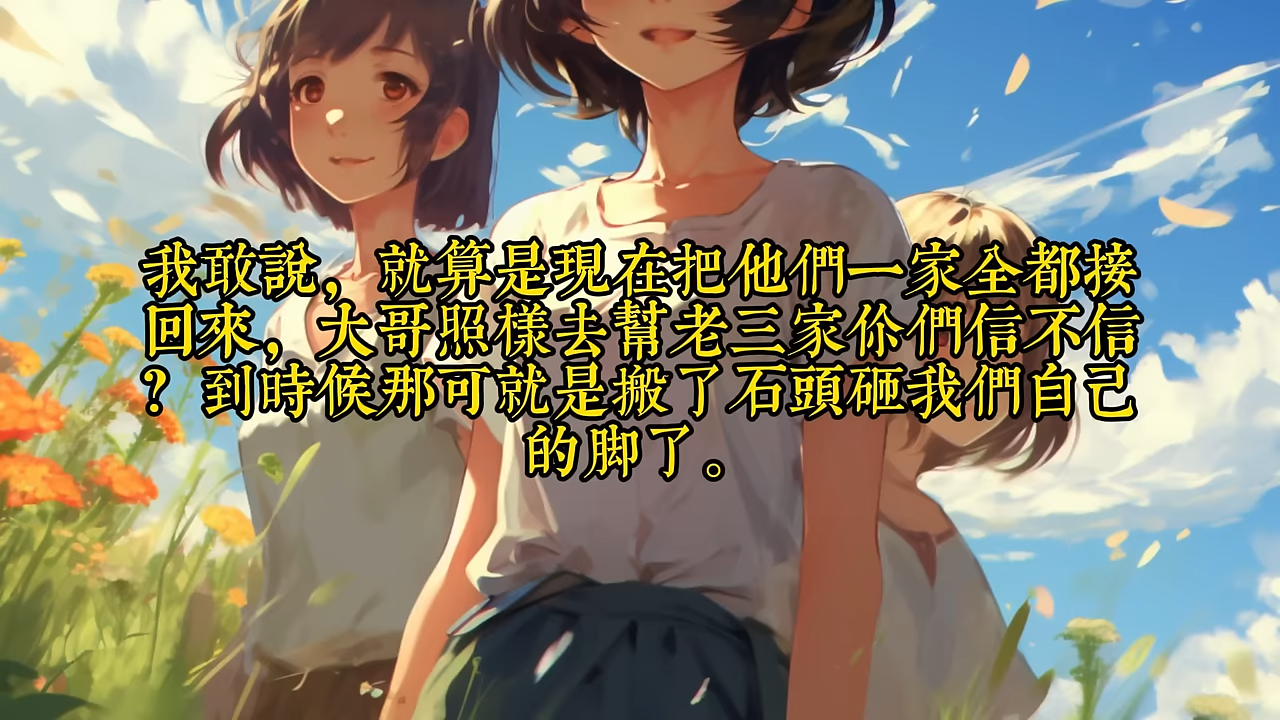 我敢說，就算是現在把他們一家全都接
回來，大哥照樣去幫老三家你們信不信
？到時候那可就是搬了石頭砸我們自己
的脚了。